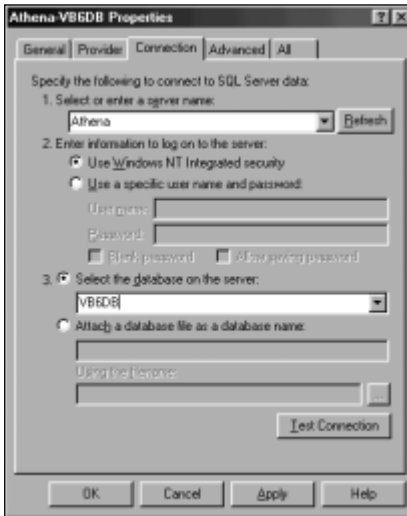 Athena-VB6DB Properties
General Provider Connection Advanced All
Specify the following to connect to SQL Server data:
1. Select or enter a server name:
Athena Refresh
2. Enter information to log on to the server:
Use Windows NT Integrated security
Use a specific user name and password:
User name:
Password:
Blank password Allow saving password
3. Select the database on the server:
VB6DB
Attach a database file as a database name:
Using the filename:
...
Test Connection
OK Cancel Apply Help